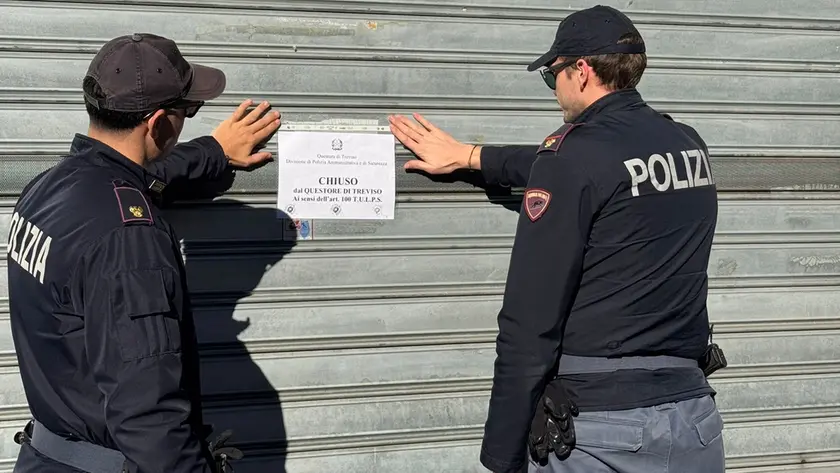 Questura di Treviso
Divisione di Polizia Amministrativa e di Sicurezza
CHIUSO
dal QUESTORE DI TREVISO
Ai sensi dell'art. 100 T.U.L.P.S.
POLIZIA
OLIZIA